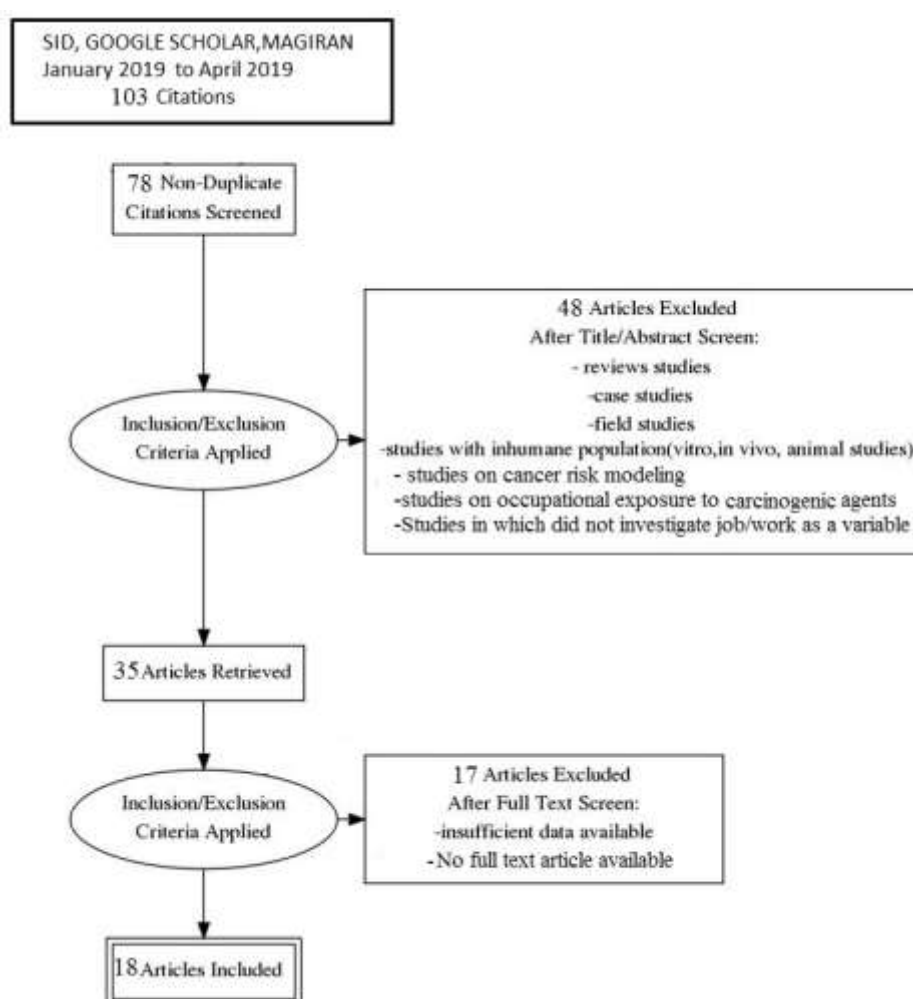 SID, GOOGLE SCHOLAR,MAGIRAN
January 2019 to April 2019
103 Citations
78 Non-Duplicate
Citations Screened
Inclusion/Exclusion
Criteria Applied
48 Articles Excluded
After Title/Abstract Screen:
- reviews studies
-case studies
-field studies
-studies with inhumane population(vitro,in vivo, animal studies)
- studies on cancer risk modeling
-studies on occupational exposure to carcinogenic agents
-Studies in which did not investigate job/work as a variable
35 Articles Retrieved
Inclusion/Exclusion
Criteria Applied
17 Articles Excluded
After Full Text Screen:
-insufficient data available
-No full text article available
18 Articles Included